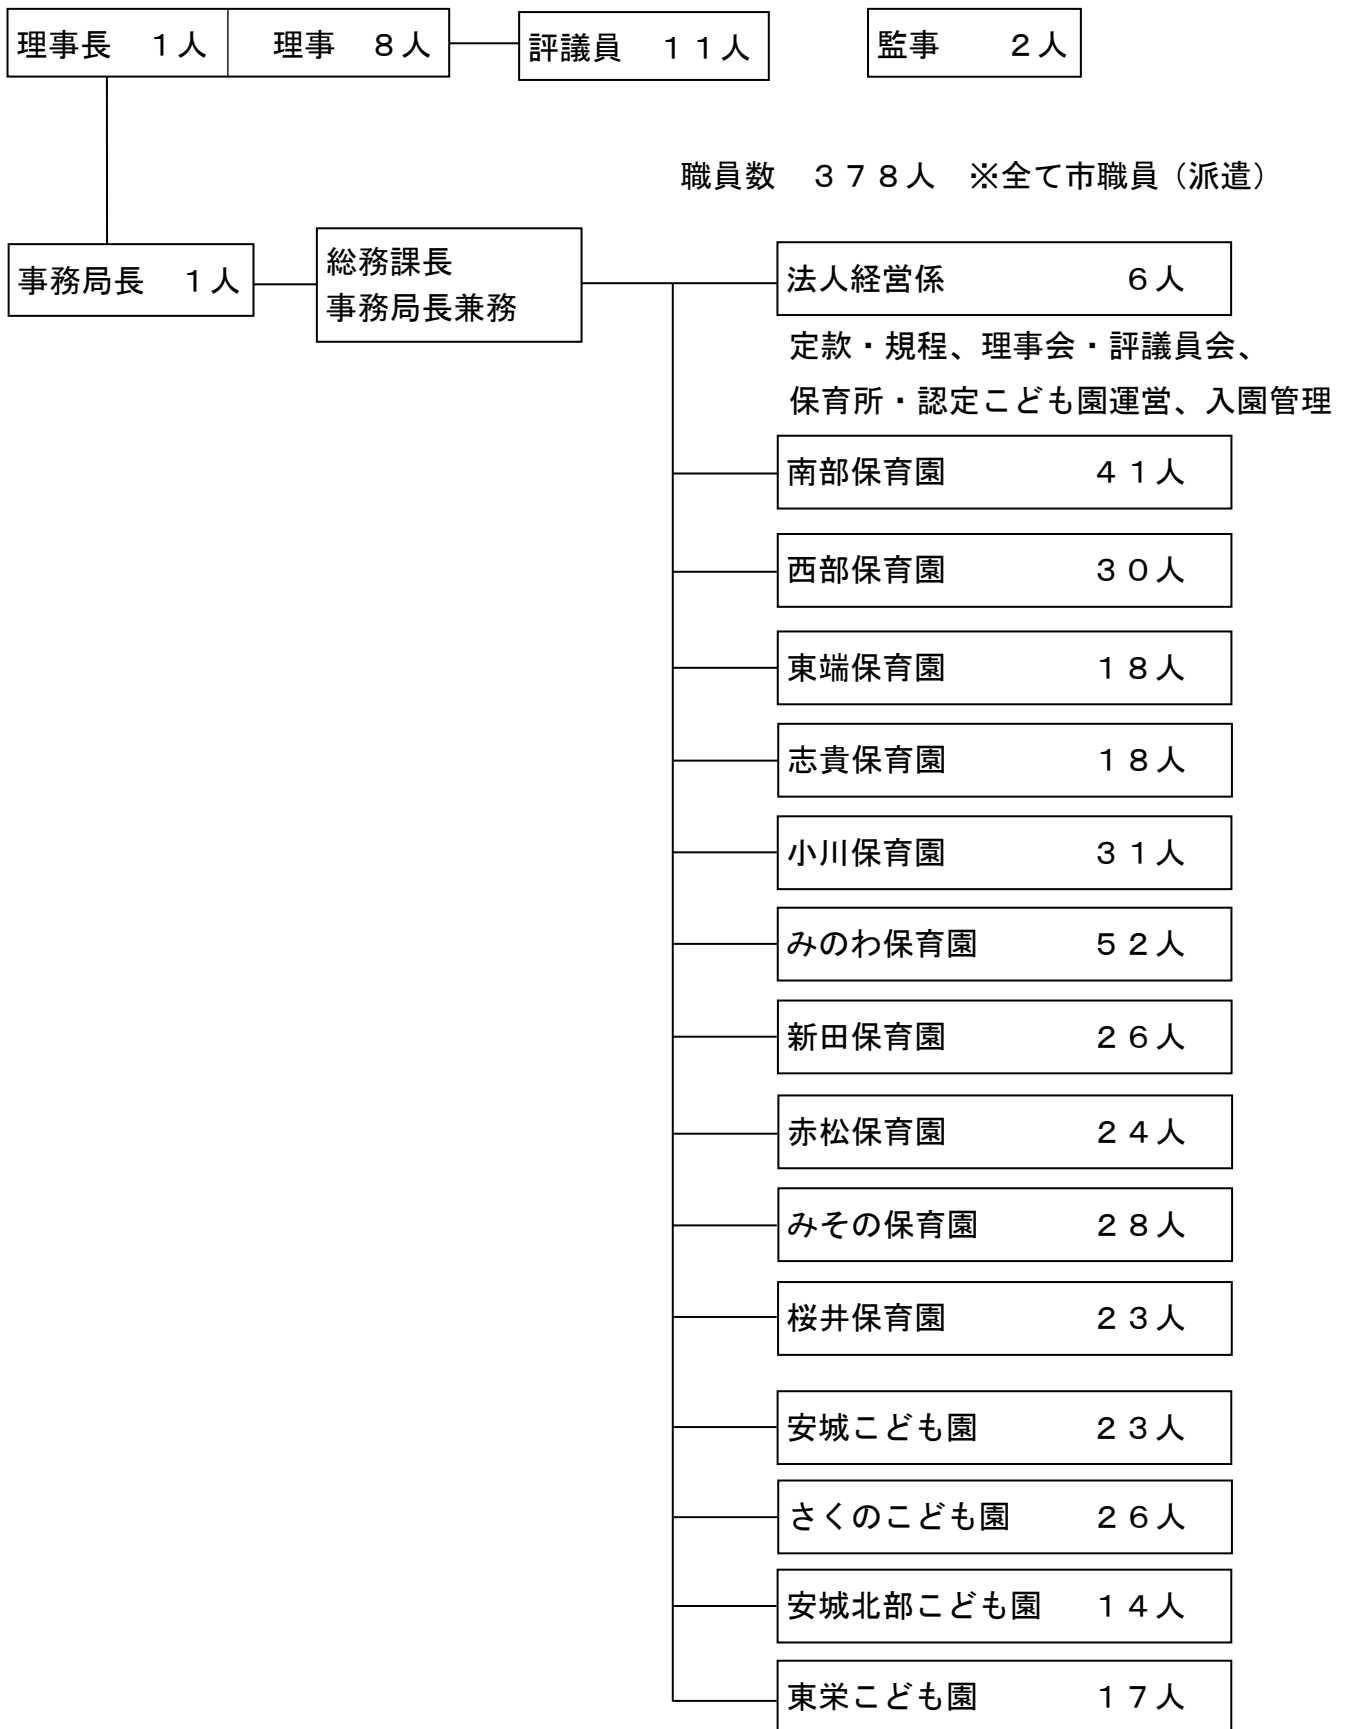 理事長　１人　理事　８人　評議員　１１人　監事　２人
職員数　３７８人　※全て市職員（派遣）
事務局長　１人
総務課長
事務局長兼務
法人経営係　６人
定款・規程、理事会・評議員会、
保育所・認定こども園運営、入園管理
南部保育園　４１人
西部保育園　３０人
東端保育園　１８人
志貴保育園　１８人
小川保育園　３１人
みのわ保育園　５２人
新田保育園　２６人
赤松保育園　２４人
みその保育園　２８人
桜井保育園　２３人
安城こども園　２３人
さくのこども園　２６人
安城北部こども園　１４人
東栄こども園　１７人